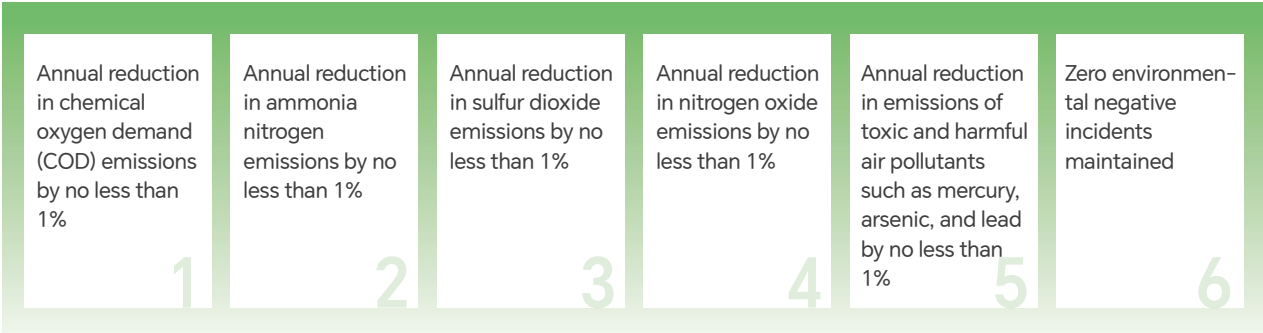 Annual reduction
in chemical
oxygen demand
(COD) emissions
by no less than
1%
1
Annual reduction
in ammonia
nitrogen
emissions by no
less than 1%
2
Annual reduction
in sulfur dioxide
emissions by no
less than 1%
3
Annual reduction
in nitrogen oxide
emissions by no
less than 1%
4
Annual reduction
in emissions of
toxic and harmful
air pollutants
such as mercury,
arsenic, and lead
by no less than
1%
5
Zero environmen-
tal negative
incidents
maintained
6